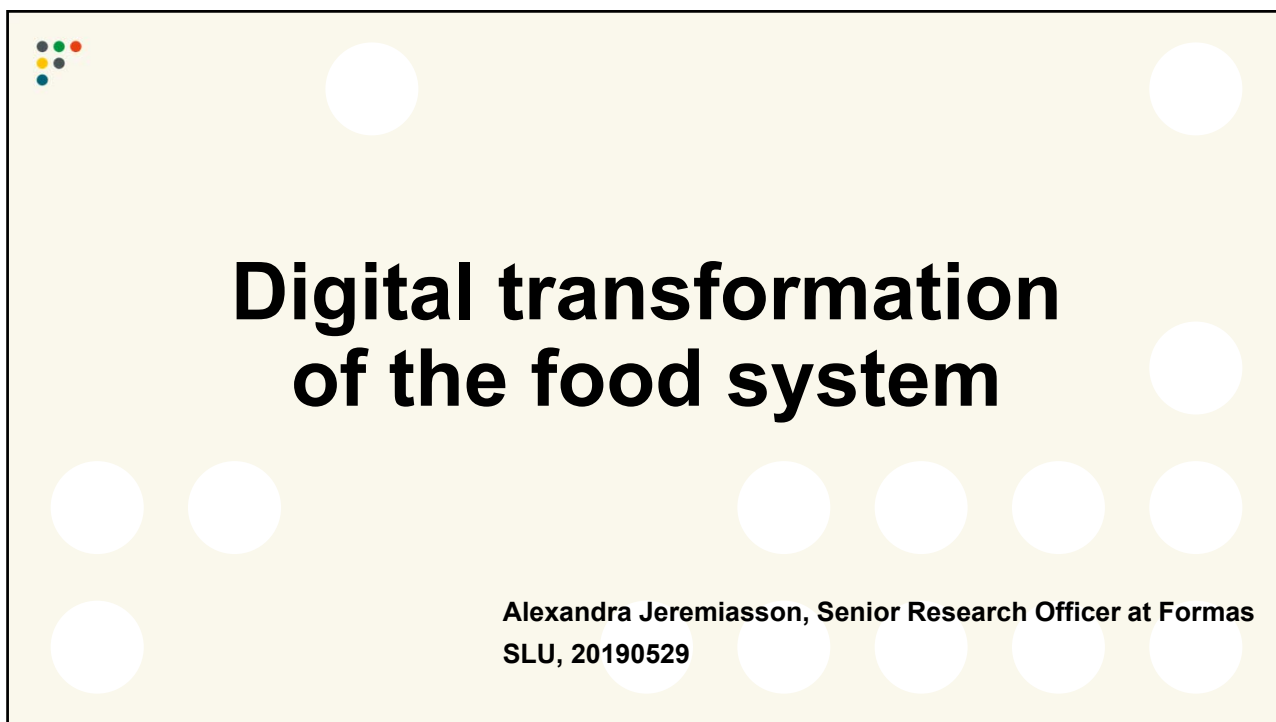 Digital transformation
of the food system
Alexandra Jeremiasson, Senior Research Officer at Formas
SLU, 20190529